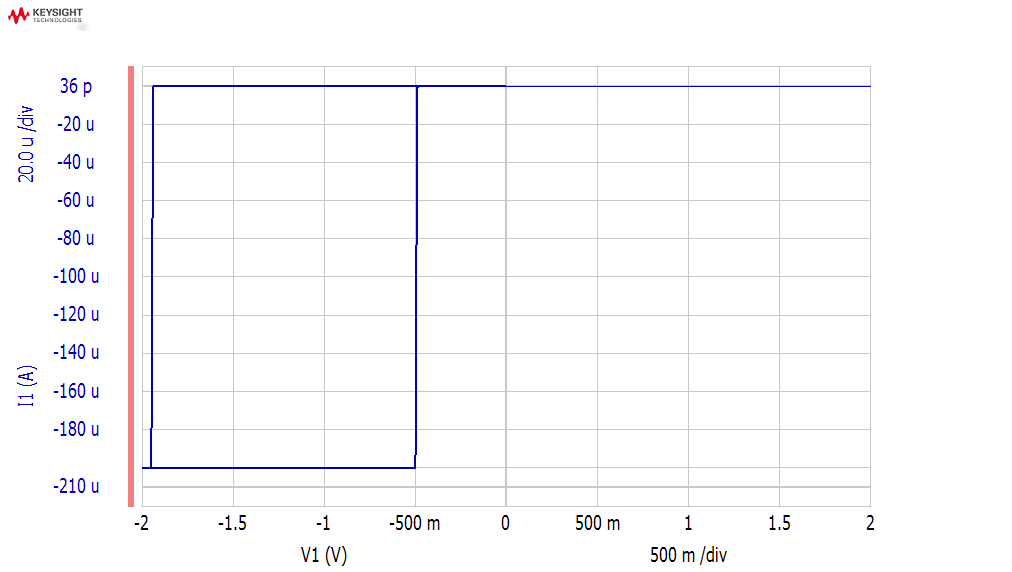 KEYSIGHT
TECHNOLOGIES
20.0 u /div
I1 (A)
36 p
-20 u
-40 u
-60 u
-80 u
-100 u
-120 u
-140 u
-160 u
-180 u
-210 u
-2 -1.5 -1 -500 m 0 500 m 1 1.5 2
V1 (V) 500 m /div